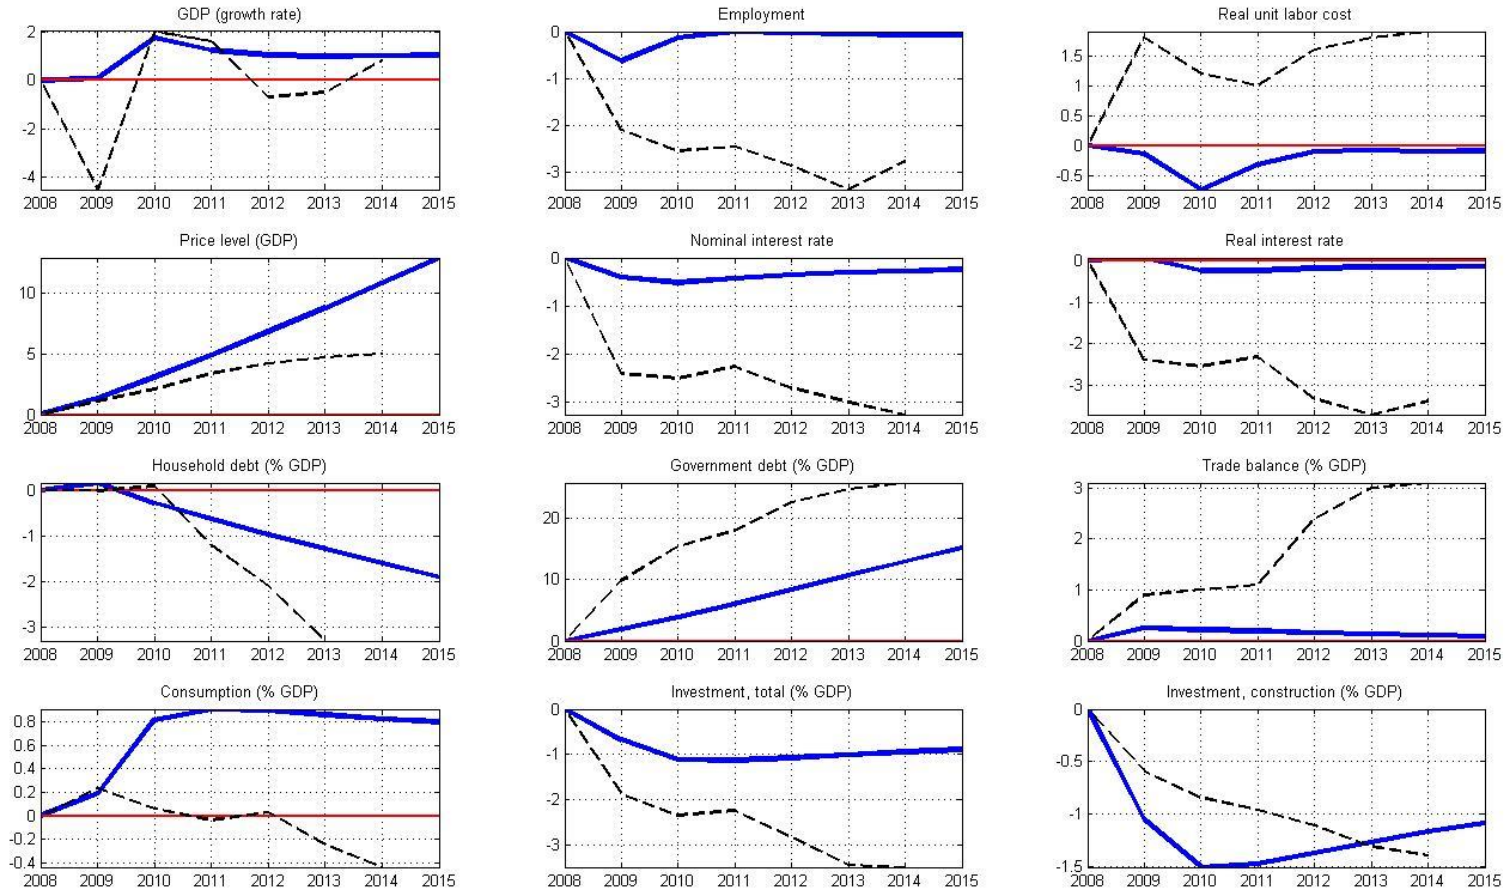 GDP (growth rate) Employment Real unit labor cost
2 0 1.5
0 -1 1
-2 -2 0.5
-4 -3 0
-0.5
2008 2009 2010 2011 2012 2013 2014 2015 2008 2009 2010 2011 2012 2013 2014 2015 2008 2009 2010 2011 2012 2013 2014 2015
Price level (GDP) Nominal interest rate Real interest rate
10 0 0
5 -1 -1
0 -2 -2
-3 -3
2008 2009 2010 2011 2012 2013 2014 2015 2008 2009 2010 2011 2012 2013 2014 2015 2008 2009 2010 2011 2012 2013 2014 2015
Household debt (% GDP) Government debt (% GDP) Trade balance (% GDP)
0 20 3
-1 10 2
-2 0 1
-3 0
2008 2009 2010 2011 2012 2013 2014 2015 2008 2009 2010 2011 2012 2013 2014 2015 2008 2009 2010 2011 2012 2013 2014 2015
Consumption (% GDP) Investment, total (% GDP) Investment, construction (% GDP)
0.8 0 0
0.6 -1 -0.5
0.4 -2 -1
0.2 -3 -1.5
0
-0.2
-0.4
2008 2009 2010 2011 2012 2013 2014 2015 2008 2009 2010 2011 2012 2013 2014 2015 2008 2009 2010 2011 2012 2013 2014 2015